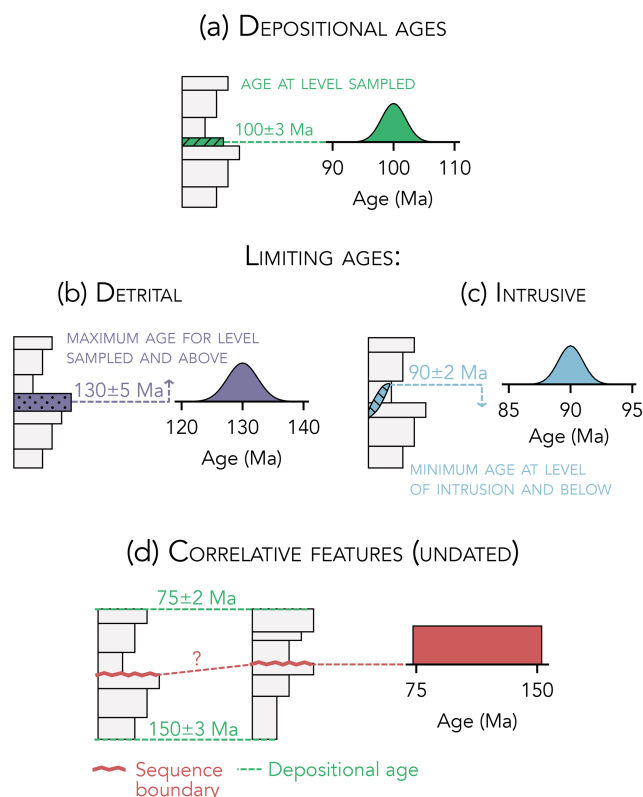 (a) DEPOSITIONAL AGES
AGE AT LEVEL SAMPLED
100±3 Ma
90 100 110
Age (Ma)
LIMITING AGES:
(b) DETRITAL
MAXIMUM AGE FOR LEVEL
SAMPLED AND ABOVE
130±5 Ma
120 130 140
Age (Ma)
(c) INTRUSIVE
90±2 Ma
85 90 95
Age (Ma)
MINIMUM AGE AT LEVEL
OF INTRUSION AND BELOW
(d) CORRELATIVE FEATURES (UNDATED)
75±2 Ma
?
150±3 Ma
75 150
Age (Ma)
Sequence
boundary
Depositional age